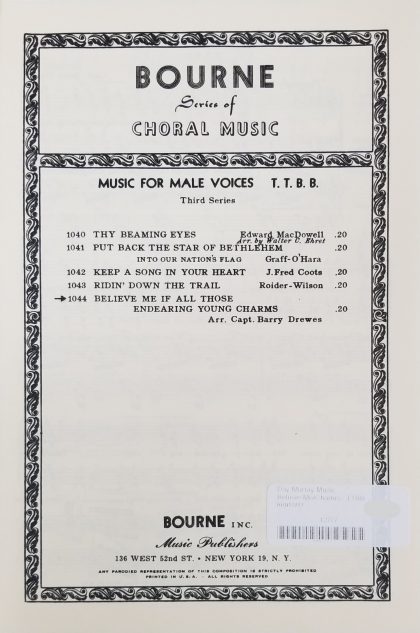 BOURNE
Series of
CHORAL MUSIC
MUSIC FOR MALE VOICES T. T. B. B.
Third Series
1040 THY BEAMING EYES Edward MacDowell .20
Arr. by Walter C. Ehret
1041 PUT BACK THE STAR OF BETHLEHEM
INTO OUR NATION'S FLAG Graff-O'Hara .20
1042 KEEP A SONG IN YOUR HEART J. Fred Coots .20
1043 RIDIN' DOWN THE TRAIL Roider-Wilson .20
→1044 BELIEVE ME IF ALL THOSE
ENDEARING YOUNG CHARMS .20
Arr. Capt. Barry Drewes
Music
Believe
BOURNE INC.
Music Publishers
136 WEST 52nd ST. • NEW YORK 19, N. Y.
ANY PARODIED REPRESENTATION OF THIS COMPOSITION IS STRICTLY PROHIBITED
PRINTED IN U.S.A. - ALL RIGHTS RESERVED